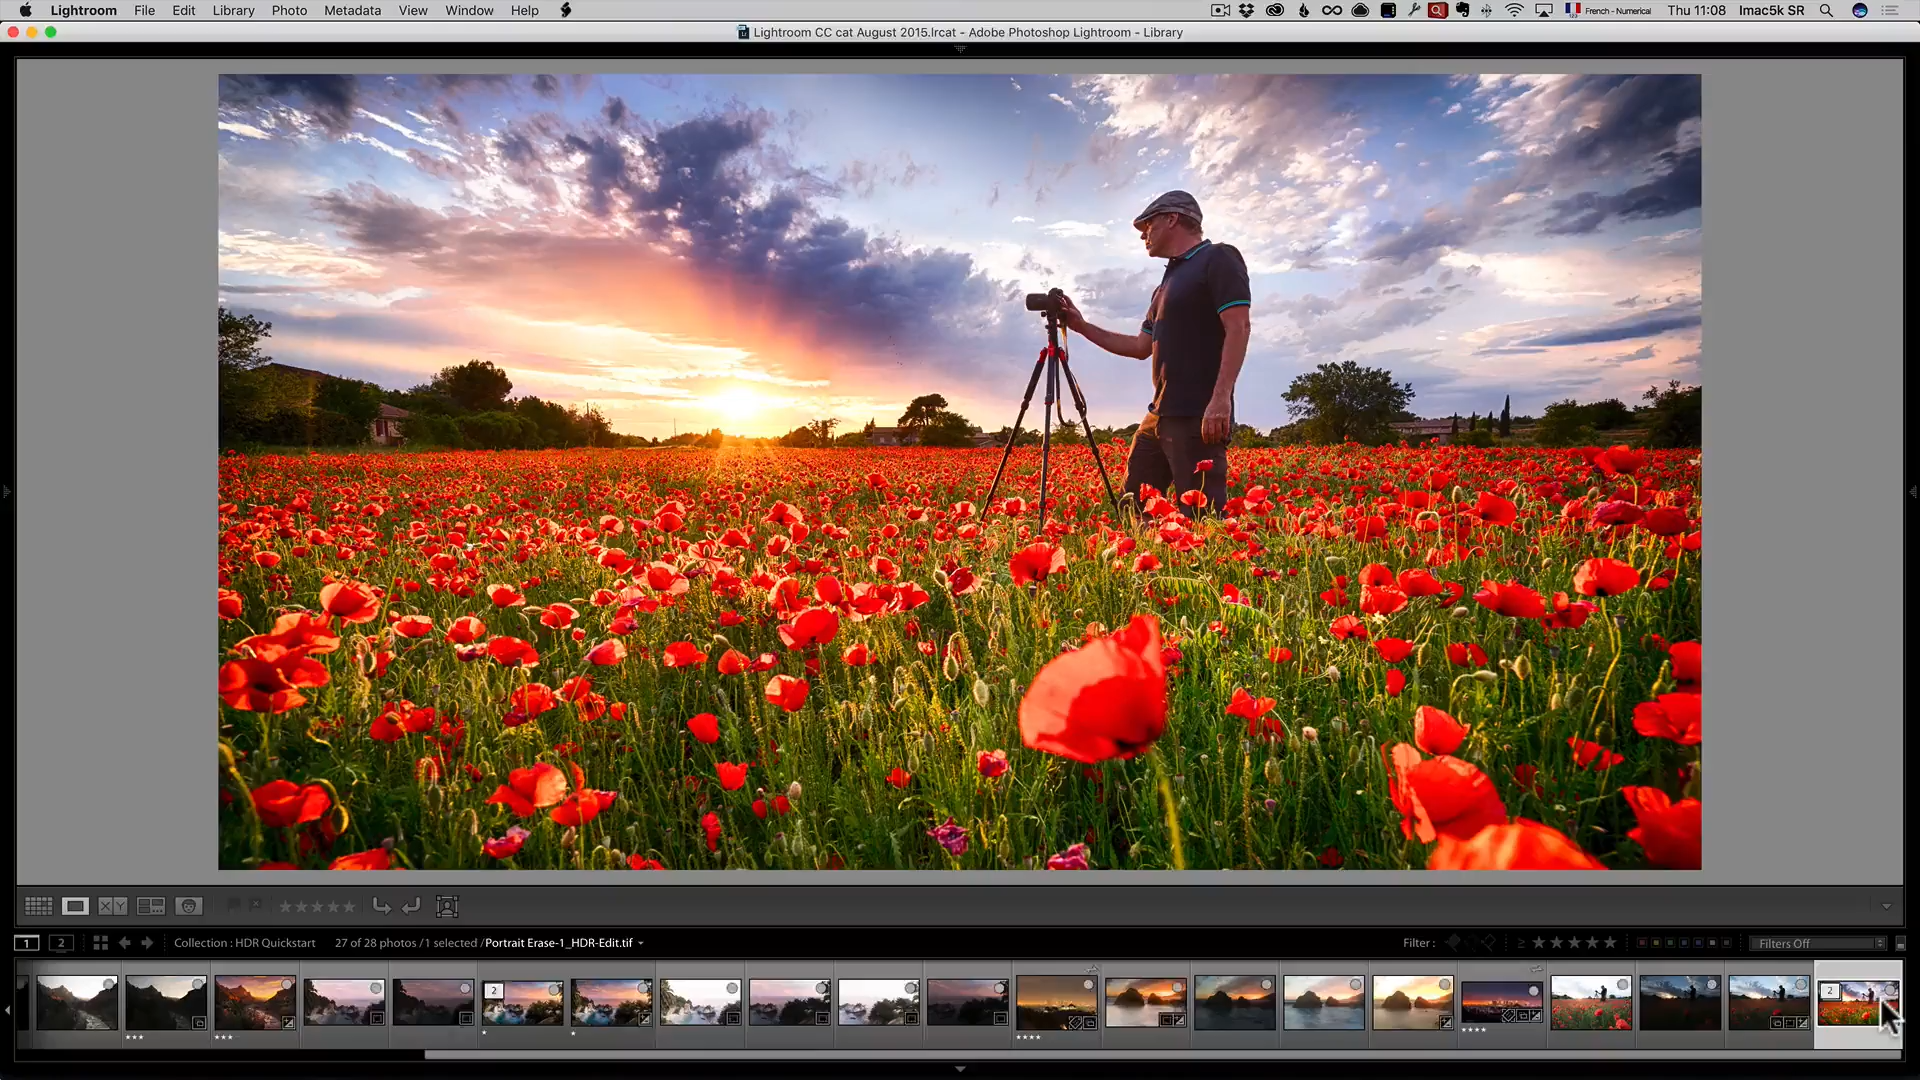 Lightroom File Edit Library Photo Metadata View Window Help French - Numerical Thu 11:08 Imac5k SR
Lightroom CC cat August 2015.lrcat - Adobe Photoshop Lightroom - Library
X Y
1 2 Collection : HDR Quickstart 27 of 28 photos / 1 selected / Portrait Erase-1_HDR-Edit.tif Filter : ≥ Filters Off
2 2